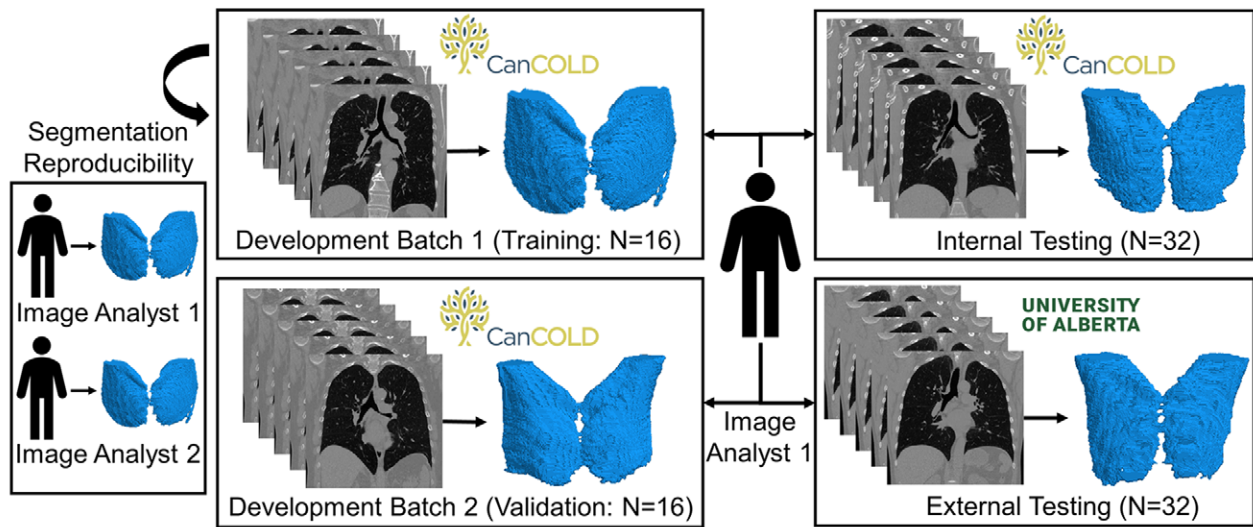 Segmentation
Reproducibility
Image Analyst 1
Image Analyst 2
CanCOLD
Development Batch 1 (Training: N=16)
CanCOLD
Development Batch 2 (Validation: N=16)
Image
Analyst 1
CanCOLD
Internal Testing (N=32)
UNIVERSITY
OF ALBERTA
External Testing (N=32)